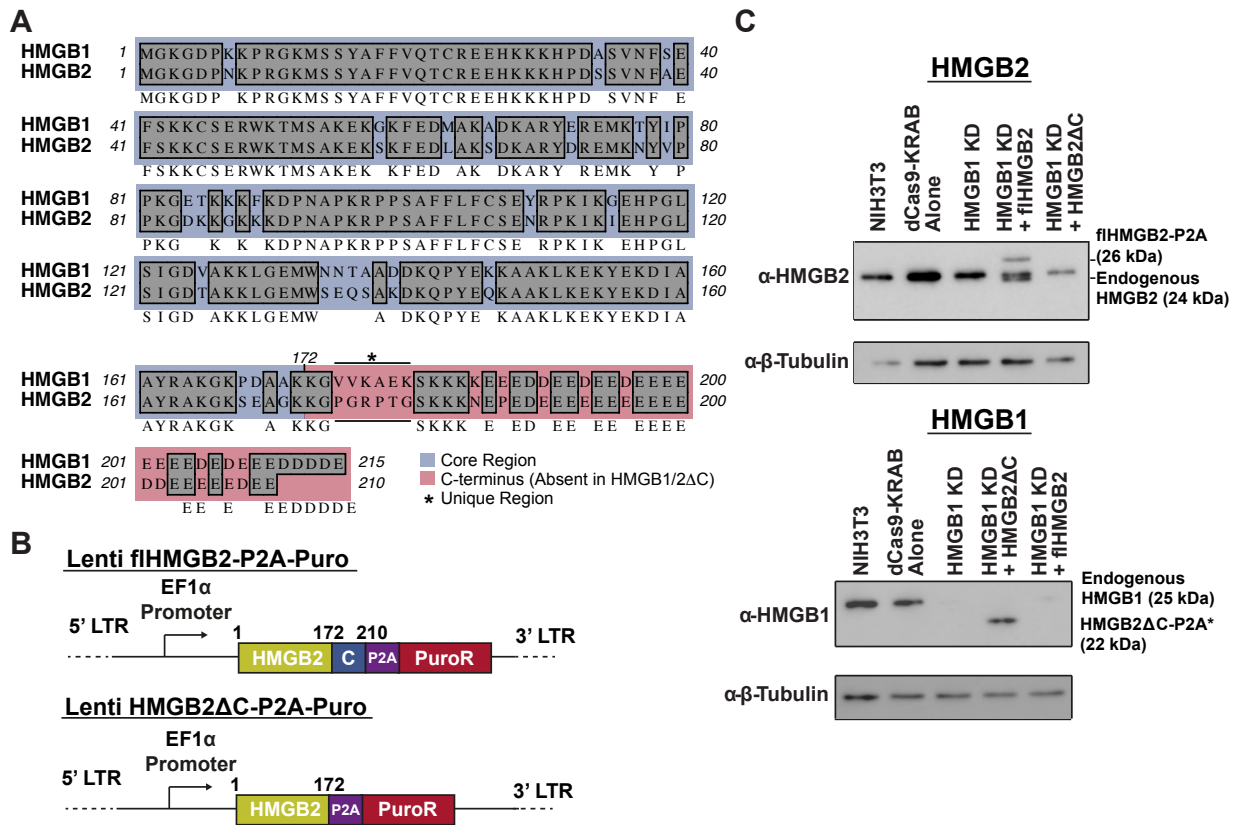 A
HMGB1 1 MGKGDPKKPRGKMSSYAFFVQTCREEHKKKHPDASVNFSE 40
HMGB2 1 MGKGDPNKPRGKMSSYAFFVQTCREEHKKKHPDSSVNFAE 40
MGKGDP KPRGKMSSYAFFVQTCREEHKKKHPD SVNF E
HMGB1 41 FSKKCSERWKTMSAKEKGKFEDMAKADKARYEREMKTYIP 80
HMGB2 41 FSKKCSERWKTMSAKEKSKFEDLAKSDKARYDREMKNYVP 80
FSKKCSERWKTMSAKEK KFED AK DKARY REMK Y P
HMGB1 81 PKGETKKKFKDPNAPKRPPSAFFLFCSEYRPKIKGEHPGL 120
HMGB2 81 PKGDKKGKKKDPNAPKRPPSAFFLFCSENRPKIKIEHPGL 120
PKG K K KDPNAPKRPPSAFFLFCSE RPKIK EHPGL
HMGB1 121 SIGDVAKKLGEMWNNTAADDKQPYEKKAAKLKEKYEKDIA 160
HMGB2 121 SIGDTAKKLGEMWSEQSAKDKQPYEQKAAKLKEKYEKDIA 160
SIGD AKKLGEMW A DKQPYE KAAKLKEKYEKDIA
172 *
HMGB1 161 AYRAKGKPDAAKKGVVKAEKSKKKKEEEDDEEDEEDEEEE 200
HMGB2 161 AYRAKGKSEAGKKGPGRPTGSKKKNEPEDEEEEEEEEEEE 200
AYRAKGK A KKG SKKK E ED EE EE EEEE
HMGB1 201 EEEEDEDEEEDDDDE 215
HMGB2 201 DDEEEEEDEE 210
EE E EEDDDDE
Core Region
C-terminus (Absent in HMGB1/2ΔC)
* Unique Region
B
Lenti flHMGB2-P2A-Puro
EF1α
Promoter
5' LTR 3' LTR
1 172 210
HMGB2 C P2A PuroR
Lenti HMGB2ΔC-P2A-Puro
EF1α
Promoter
5' LTR 3' LTR
1 172
HMGB2 P2A PuroR
C
HMGB2
NIH3T3
dCas9-KRAB
Alone
HMGB1 KD
HMGB1 KD
+ flHMGB2
HMGB1 KD
+ HMGB2ΔC
α-HMGB2
flHMGB2-P2A
(26 kDa)
Endogenous
HMGB2 (24 kDa)
α-β-Tubulin
HMGB1
NIH3T3
dCas9-KRAB
Alone
HMGB1 KD
HMGB1 KD
+ HMGB2ΔC
HMGB1 KD
+ flHMGB2
α-HMGB1
Endogenous
HMGB1 (25 kDa)
HMGB2ΔC-P2A*
(22 kDa)
α-β-Tubulin